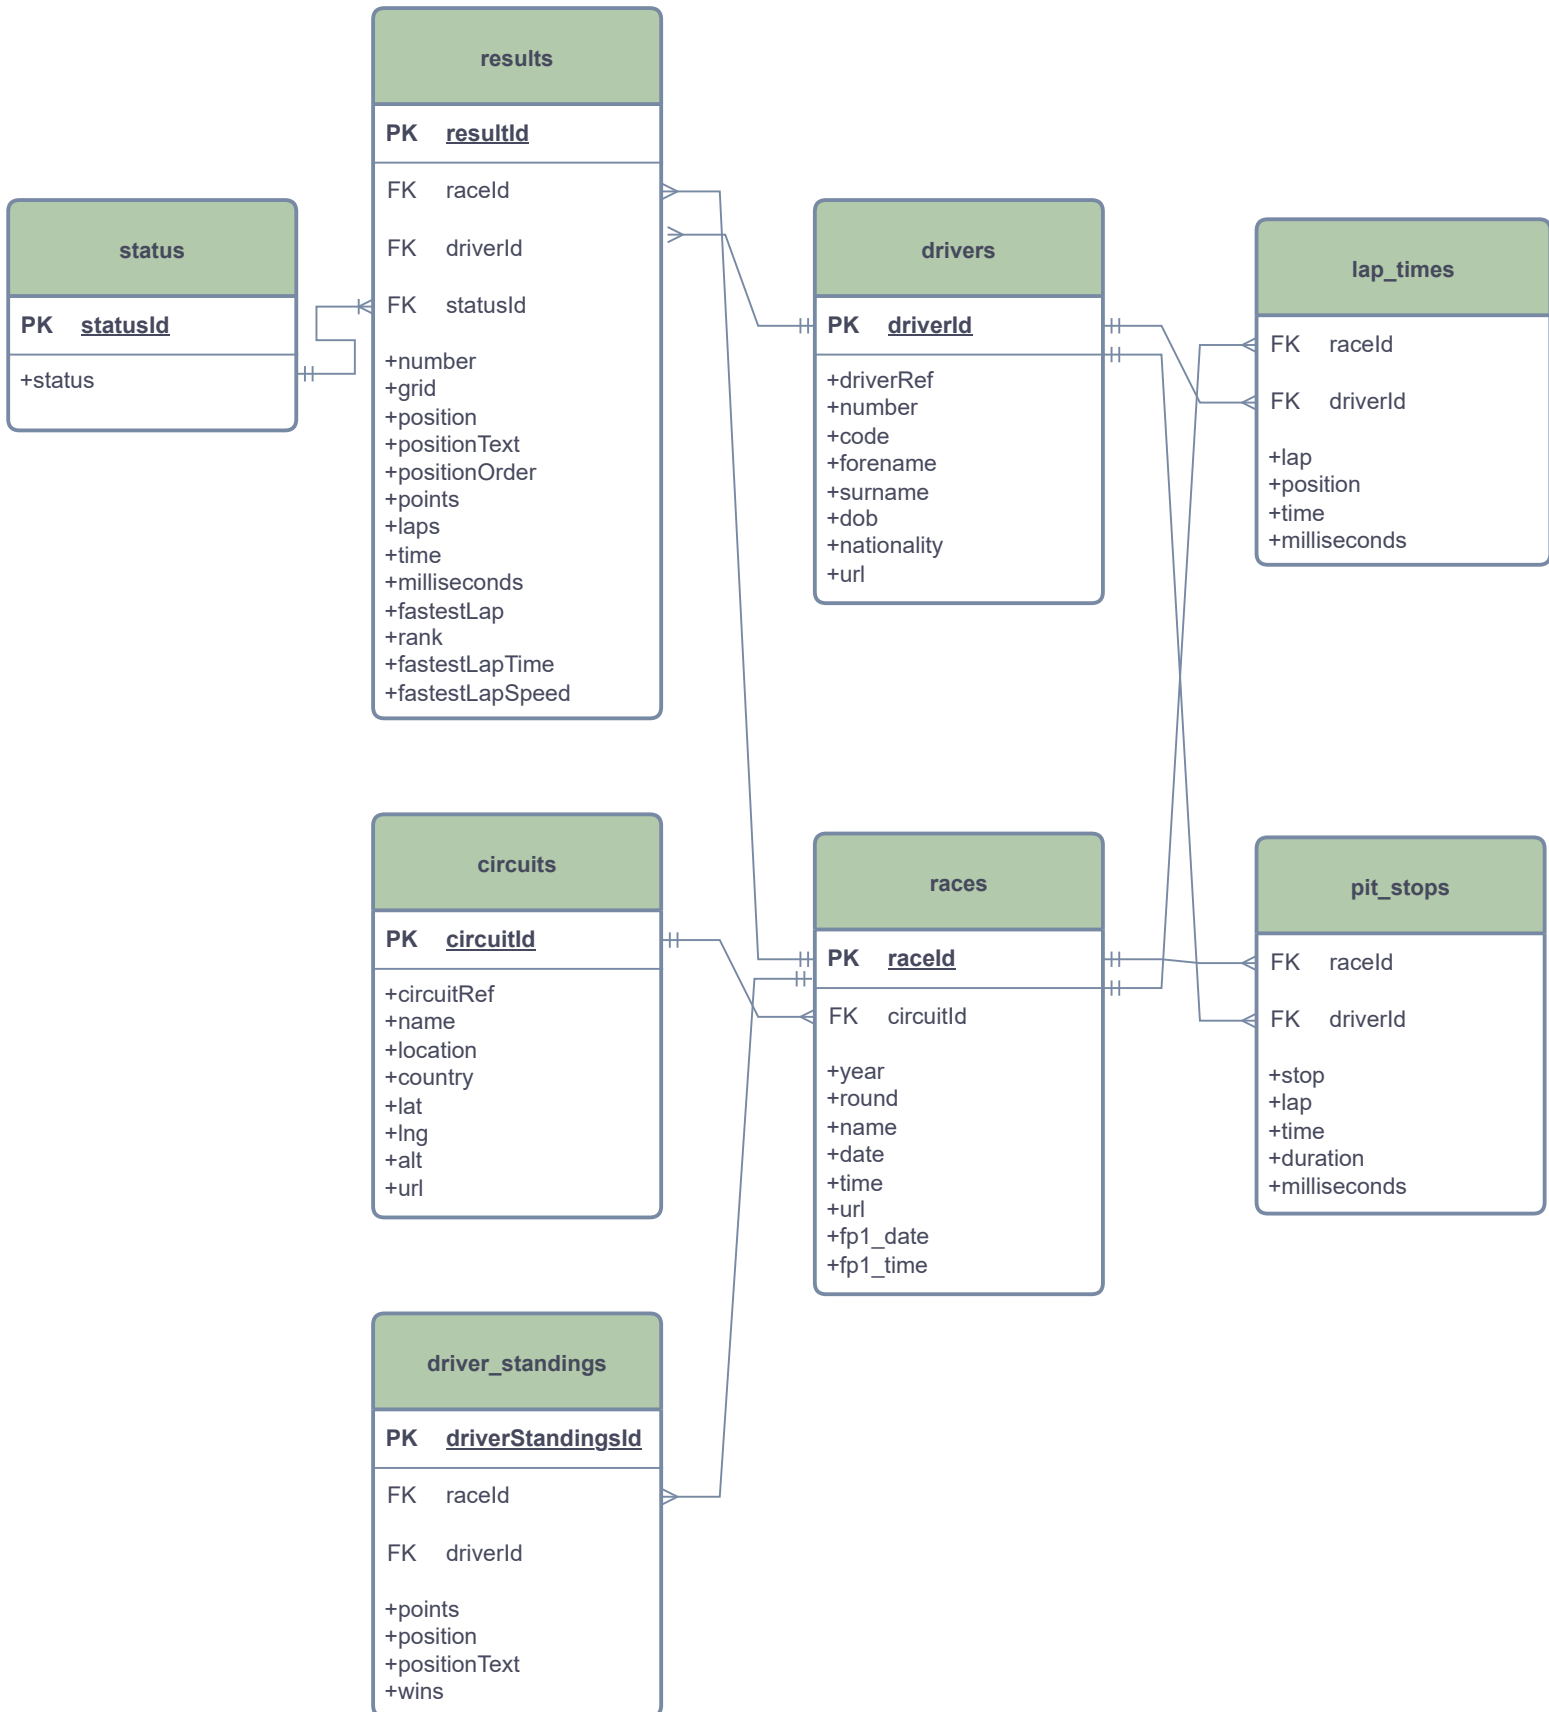 results
PK resultId
FK raceId
FK driverId
FK statusId
+number
+grid
+position
+positionText
+positionOrder
+points
+laps
+time
+milliseconds
+fastestLap
+rank
+fastestLapTime
+fastestLapSpeed
status
PK statusId
+status
drivers
PK driverId
+driverRef
+number
+code
+forename
+surname
+dob
+nationality
+url
lap_times
FK raceId
FK driverId
+lap
+position
+time
+milliseconds
circuits
PK circuitId
+circuitRef
+name
+location
+country
+lat
+lng
+alt
+url
races
PK raceId
FK circuitId
+year
+round
+name
+date
+time
+url
+fp1_date
+fp1_time
pit_stops
FK raceId
FK driverId
+stop
+lap
+time
+duration
+milliseconds
driver_standings
PK driverStandingsId
FK raceId
FK driverId
+points
+position
+positionText
+wins